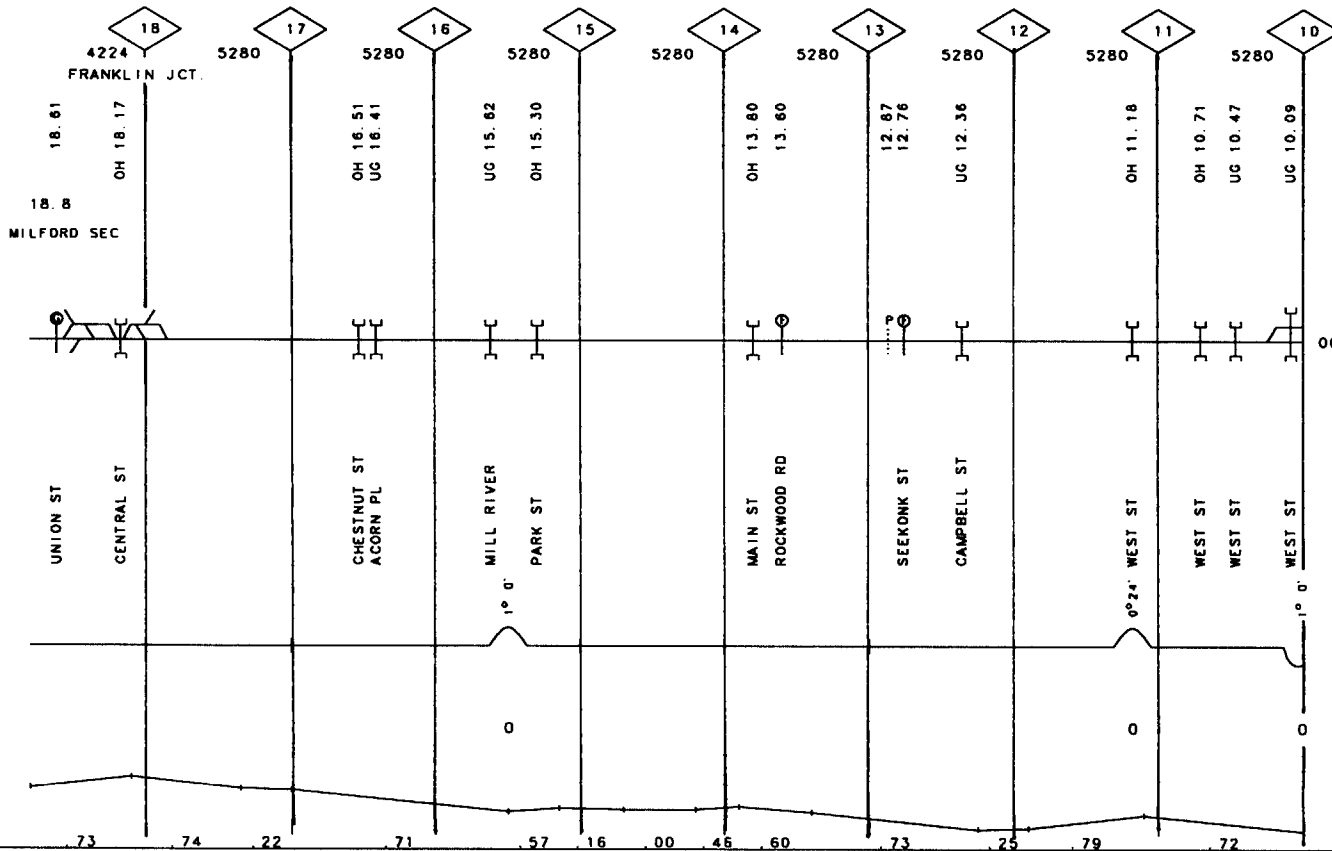 18 17 16 15 14 13 12 11 10
4224 5280 5280 5280 5280 5280 5280 5280 5280
FRANKLIN JCT.
18.61
OH 18.17
OH 16.51
UG 16.41
UG 15.62
OH 15.30
OH 13.80
13.60
12.87
12.76
UG 12.36
OH 11.18
OH 10.71
UG 10.47
UG 10.09
18.8
MILFORD SEC
P P
UNION ST
CENTRAL ST
CHESTNUT ST
ACORN PL
MILL RIVER
PARK ST
MAIN ST
ROCKWOOD RD
SEEKONK ST
CAMPBELL ST
WEST ST
WEST ST
WEST ST
WEST ST
1° 0'
0°24'
1° 0'
0 0 0
.73 .74 .22 .71 .57 .16 .00 .46 .60 .73 .25 .79 .72